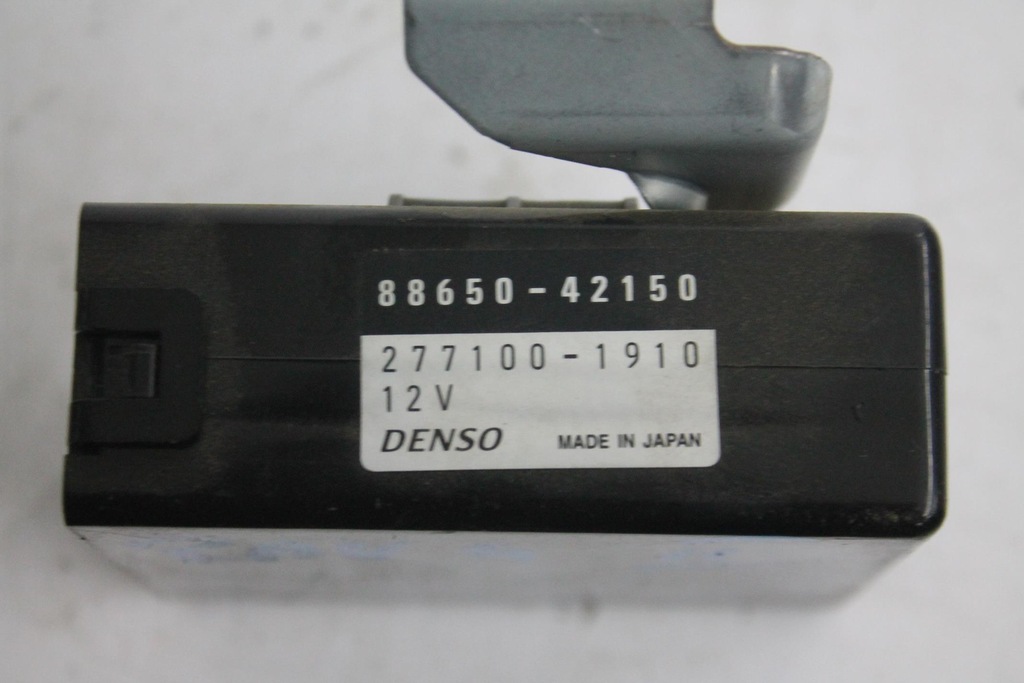 88650-42150
277100-1910
12V
DENSO MADE IN JAPAN